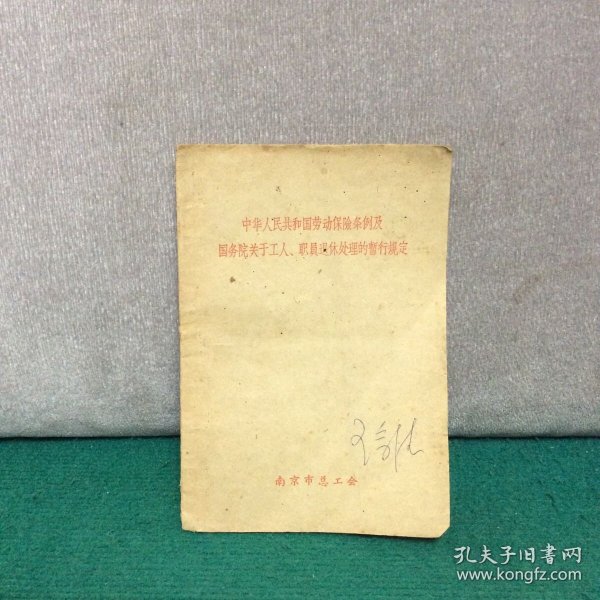 中华人民共和国劳动保险条例及
国务院关于工人、职员退休处理的暂行规定
南京市总工会
孔夫子旧书网
www.kongfz.com